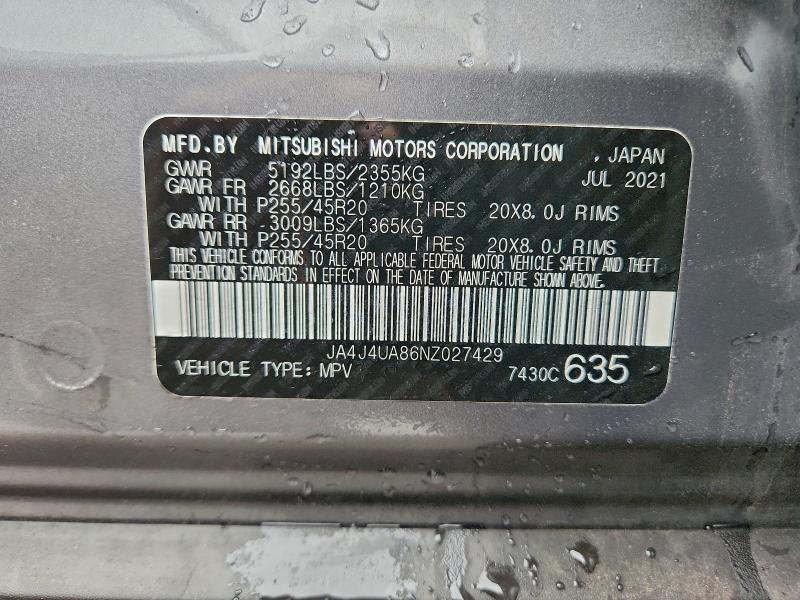 MFD.BY MITSUBISHI MOTORS CORPORATION , JAPAN
GVWR 5192LBS/2355KG JUL 2021
GAWR FR 2668LBS/1210KG
WITH P255/45R20 TIRES 20X8.0J RIMS
GAWR RR 3009LBS/1365KG
WITH P255/45R20 TIRES 20X8.0J RIMS
THIS VEHICLE CONFORMS TO ALL APPLICABLE FEDERAL MOTOR VEHICLE SAFETY AND THEFT
PREVENTION STANDARDS IN EFFECT ON THE DATE OF MANUFACTURE SHOWN ABOVE.
JA4J4UA86NZ027429
VEHICLE TYPE: MPV 7430C 635